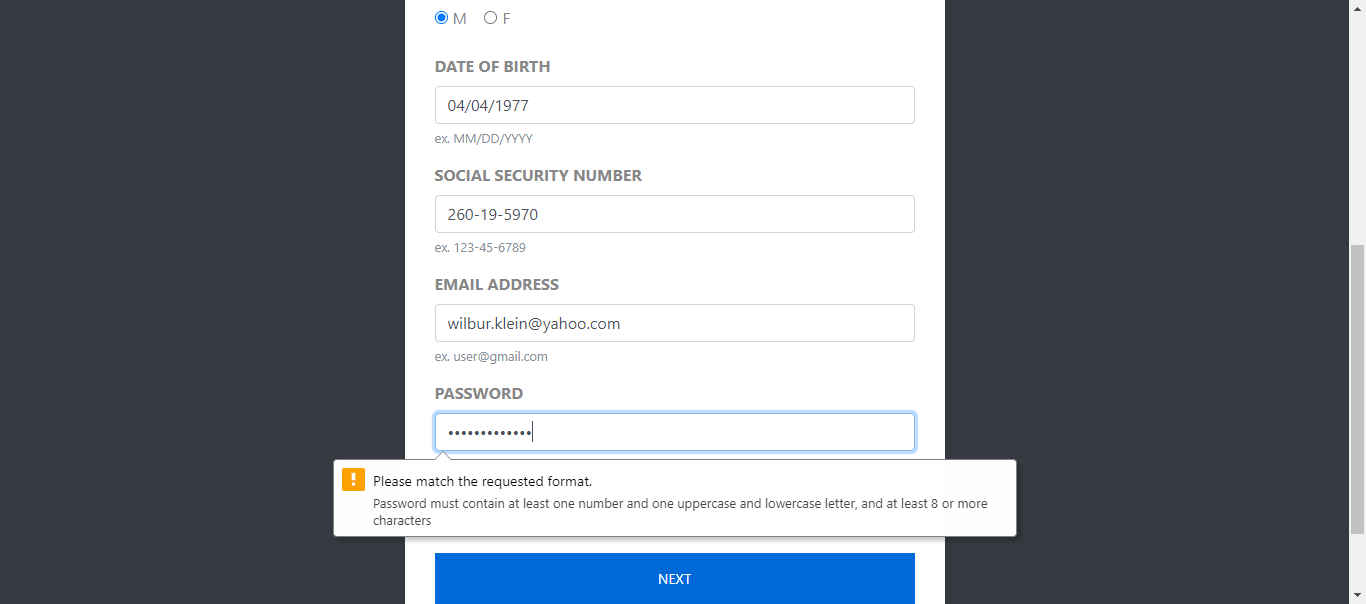 M F
DATE OF BIRTH
04/04/1977
ex. MM/DD/YYYY
SOCIAL SECURITY NUMBER
260-19-5970
ex. 123-45-6789
EMAIL ADDRESS
wilbur.klein@yahoo.com
ex. user@gmail.com
PASSWORD
•••••••••••••
Please match the requested format.
Password must contain at least one number and one uppercase and lowercase letter, and at least 8 or more
characters
NEXT